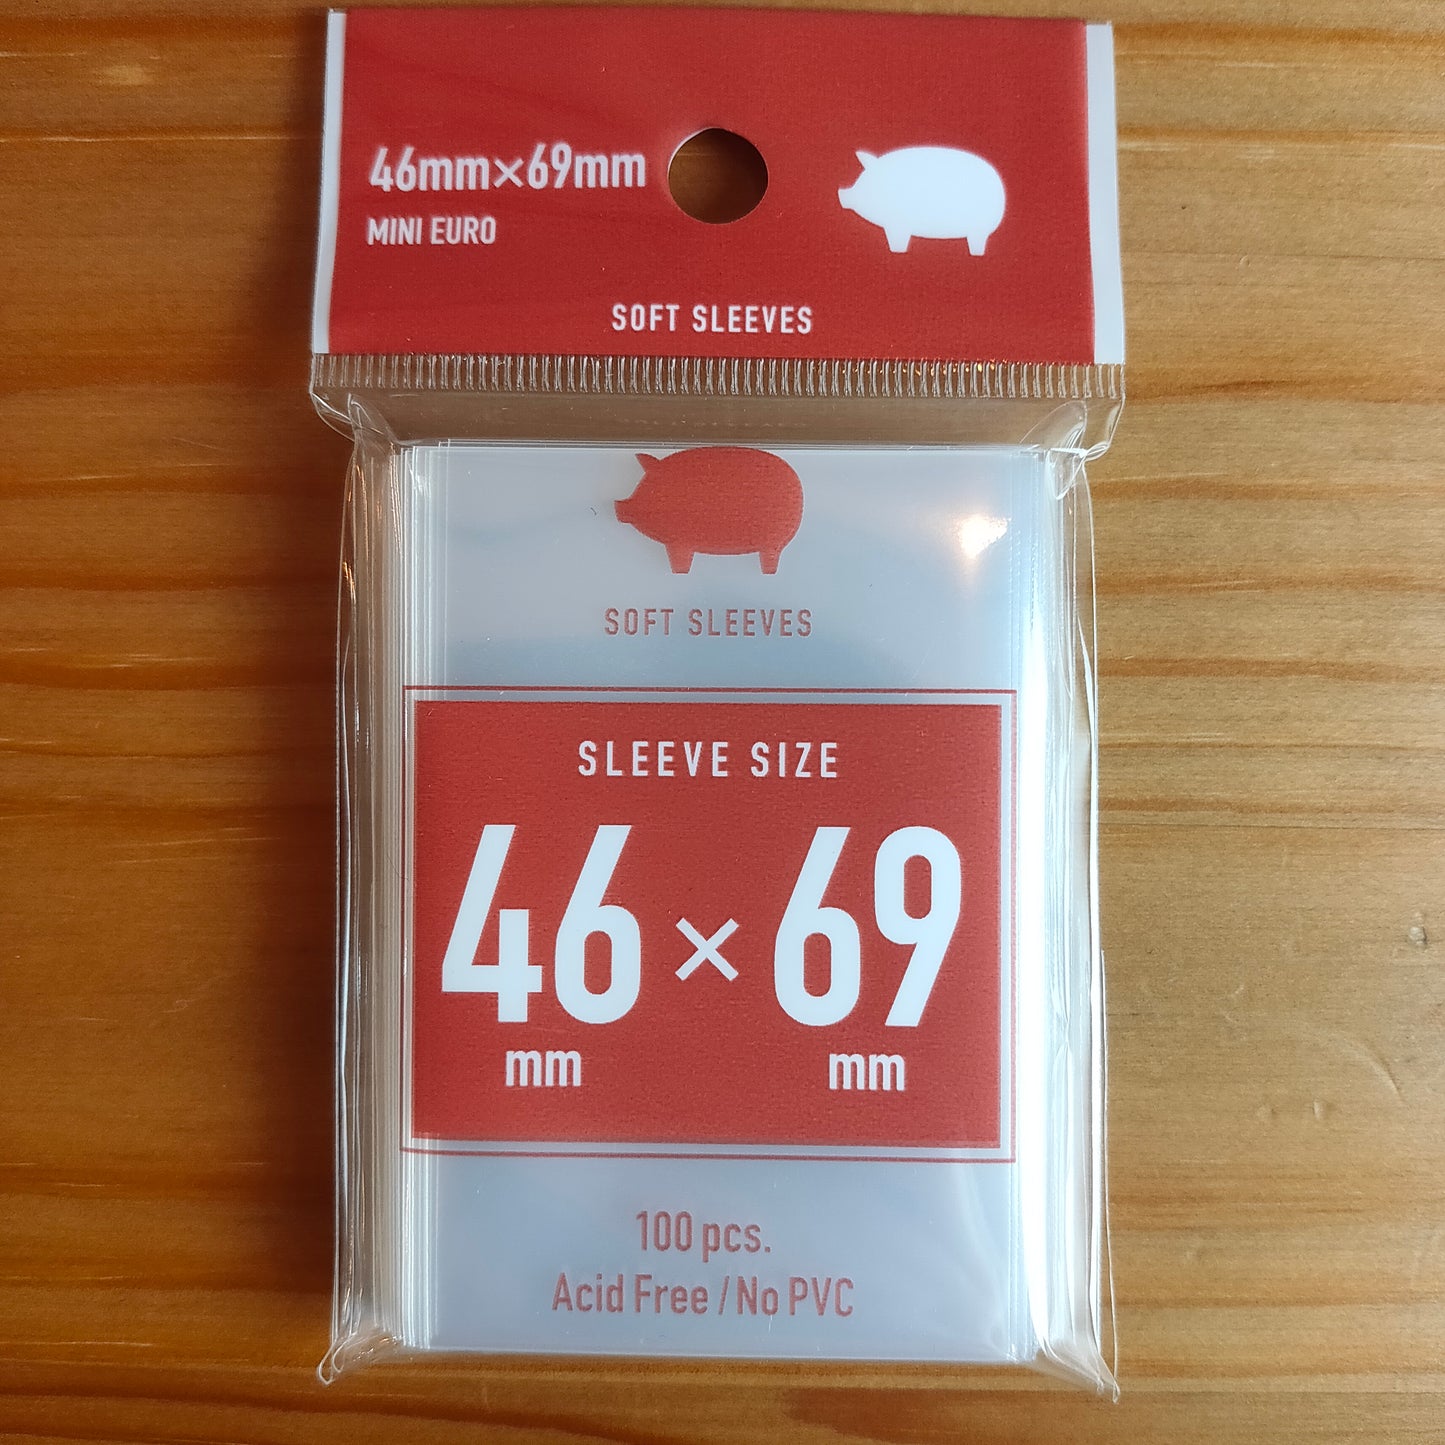 46mm×69mm
MINI EURO
SOFT SLEEVES
SOFT SLEEVES
SLEEVE SIZE
46×69
mm mm
100 pcs.
Acid Free / No PVC